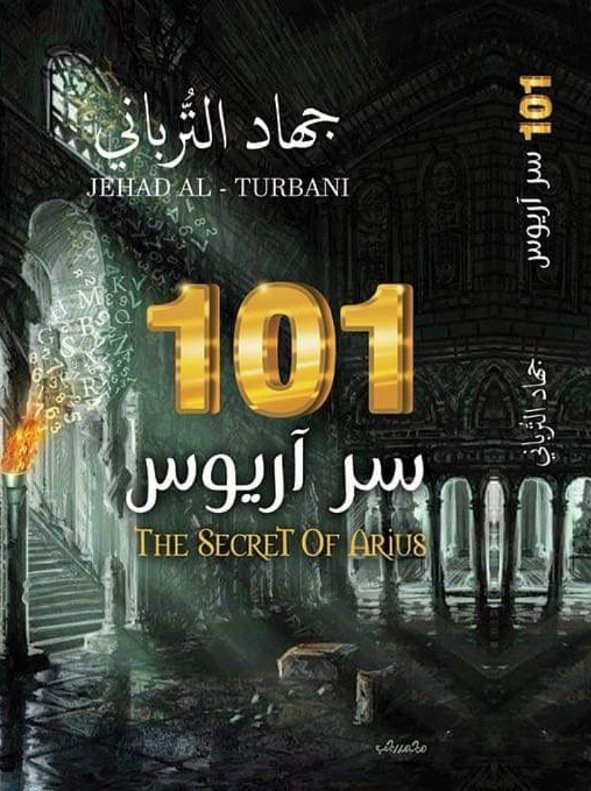 جهاد التُّرباني
JEHAD AL - TURBANI
101
سر آريوس
THE SECRET OF ARIUS
101 سر آريوس
جهاد التُّرباني